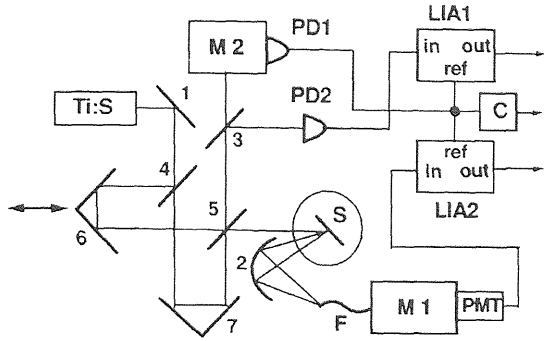 LIA1
M 2
PD1
in out
ref
1
Ti:S
PD2
3
C
4
ref
In out
5
S
LIA2
6
2
7
F
M 1
PMT